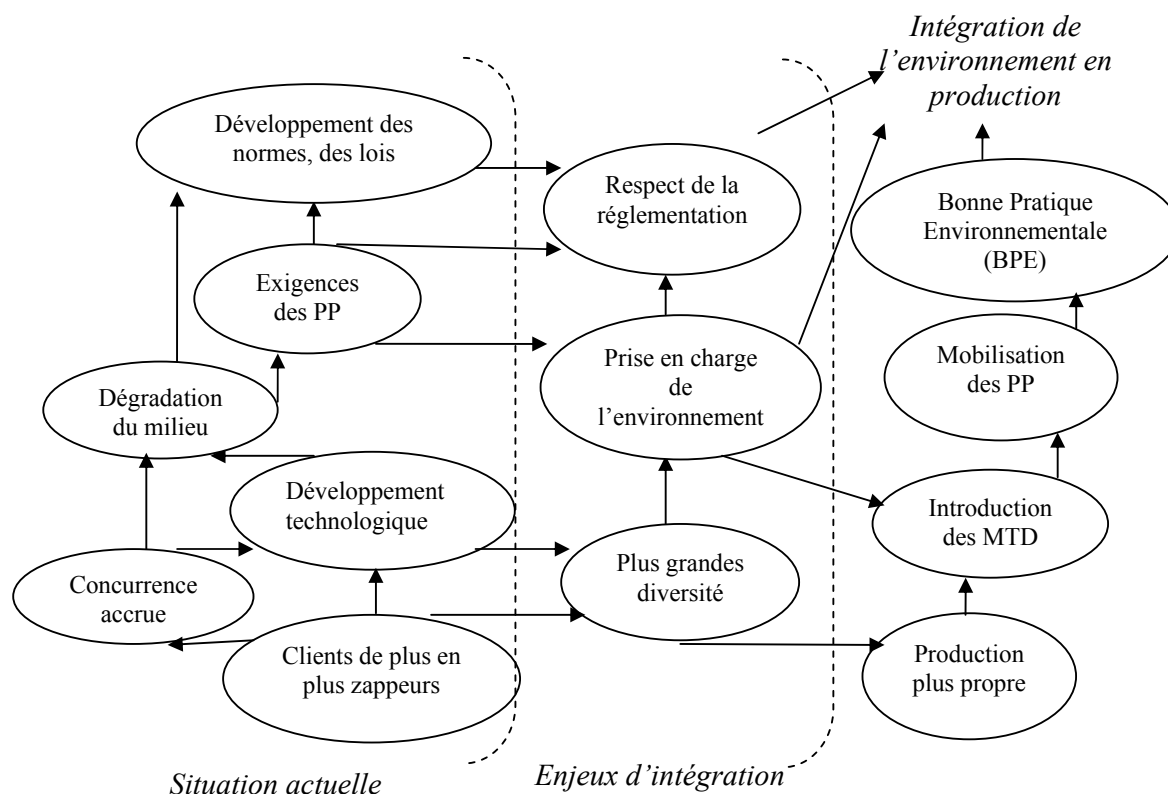 Intégration de
l’environnement en
production
Développement des
normes, des lois
Respect de la
réglementation
Bonne Pratique
Environnementale
(BPE)
Exigences
des PP
Prise en charge
de
l’environnement
Mobilisation
des PP
Dégradation
du milieu
Développement
technologique
Introduction
des MTD
Concurrence
accrue
Plus grandes
diversité
Clients de plus en
plus zappeurs
Production
plus propre
Situation actuelle
Enjeux d’intégration